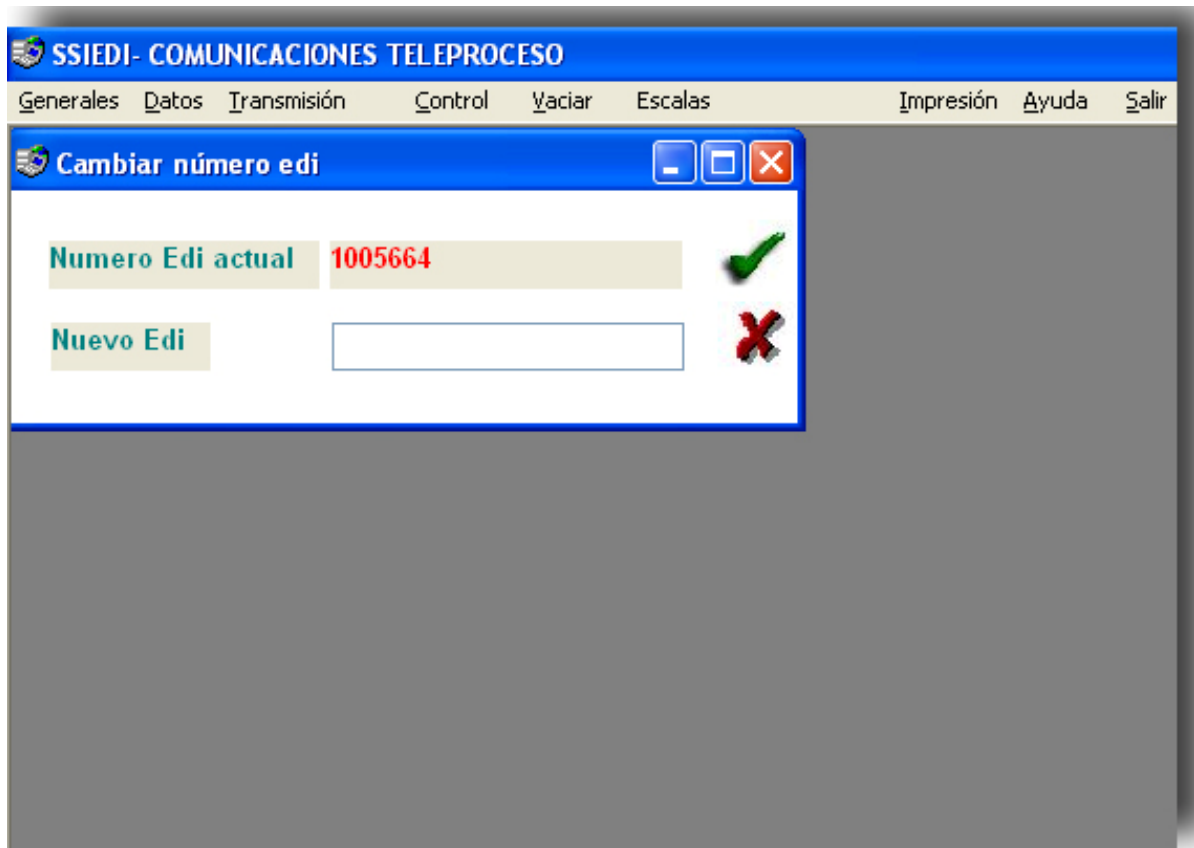 SSIEDI- COMUNICACIONES TELEPROCESO
Generales Datos Transmisión Control Vaciar Escalas Impresión Ayuda Salir
Cambiar número edi
Numero Edi actual 1005664
Nuevo Edi